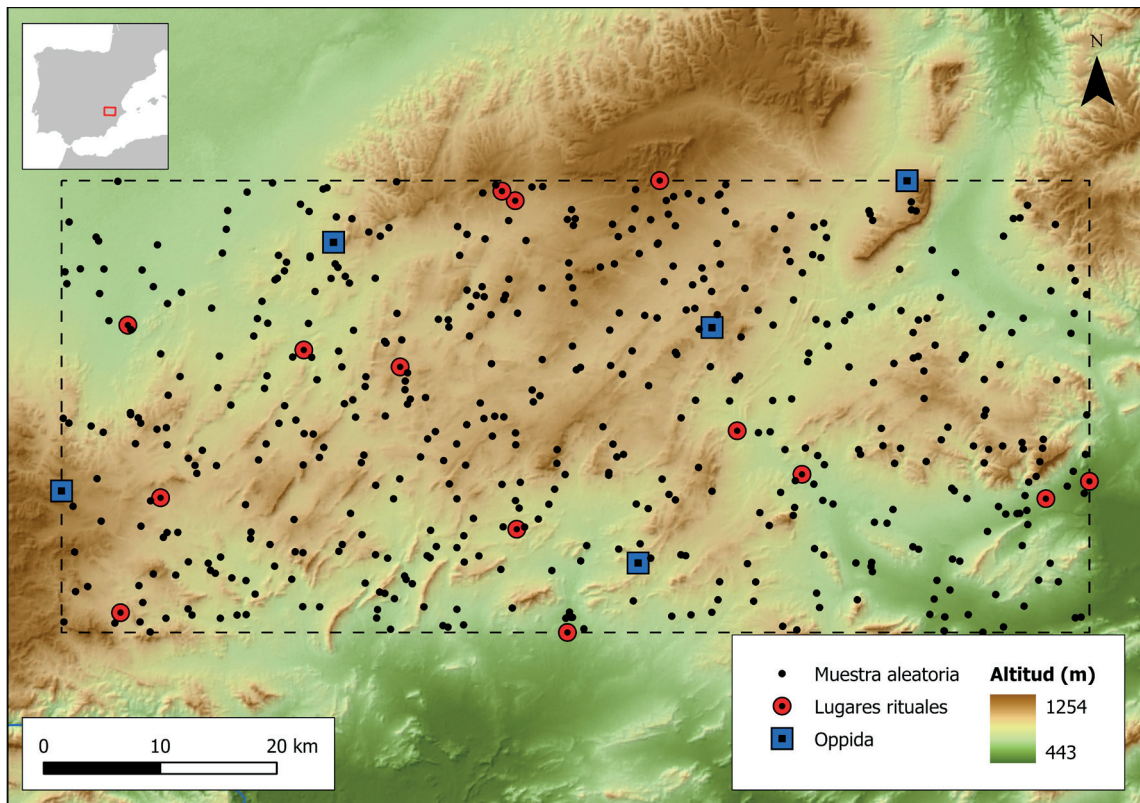 N
Muestra aleatoria
Lugares rituales
Oppida
Altitud (m)
1254
443
0 10 20 km